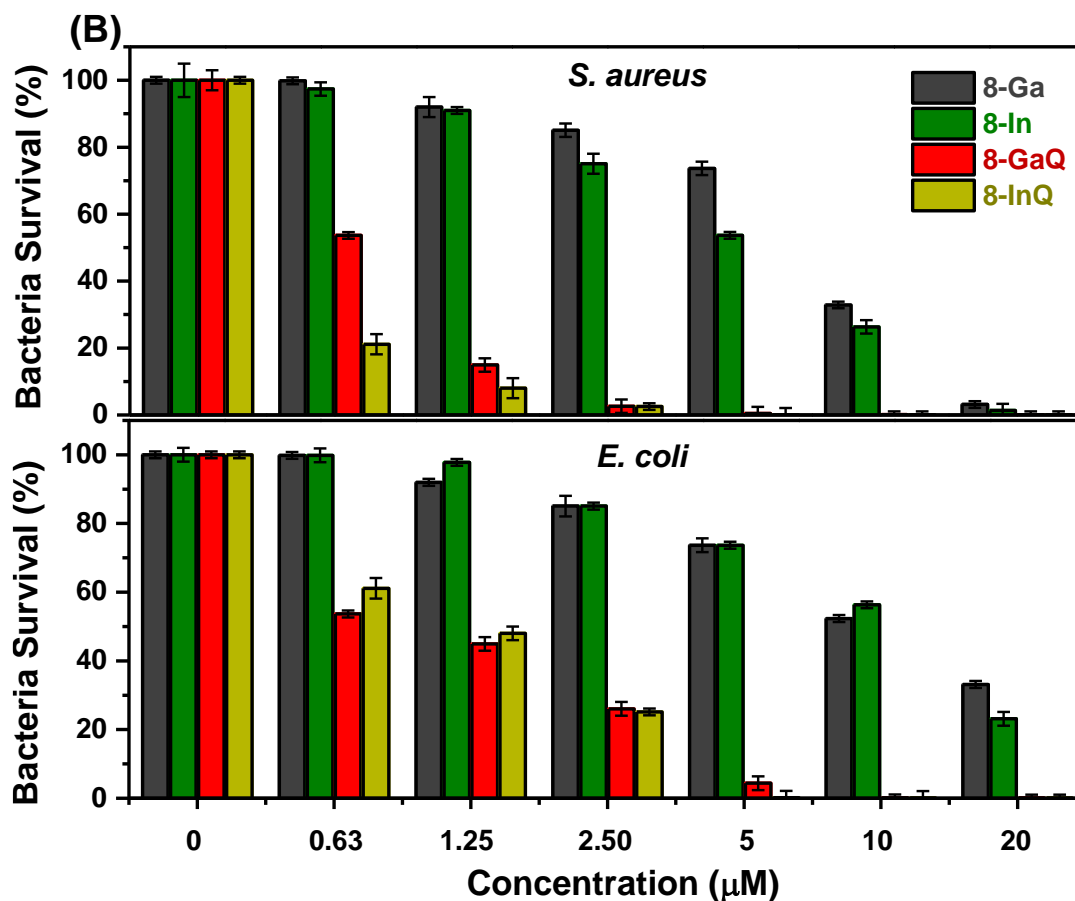 (B)
S. aureus
Bacteria Survival (%)
100
80
60
40
20
0
8-Ga
8-In
8-GaQ
8-InQ
E. coli
Bacteria Survival (%)
100
80
60
40
20
0
0 0.63 1.25 2.50 5 10 20
Concentration (μM)